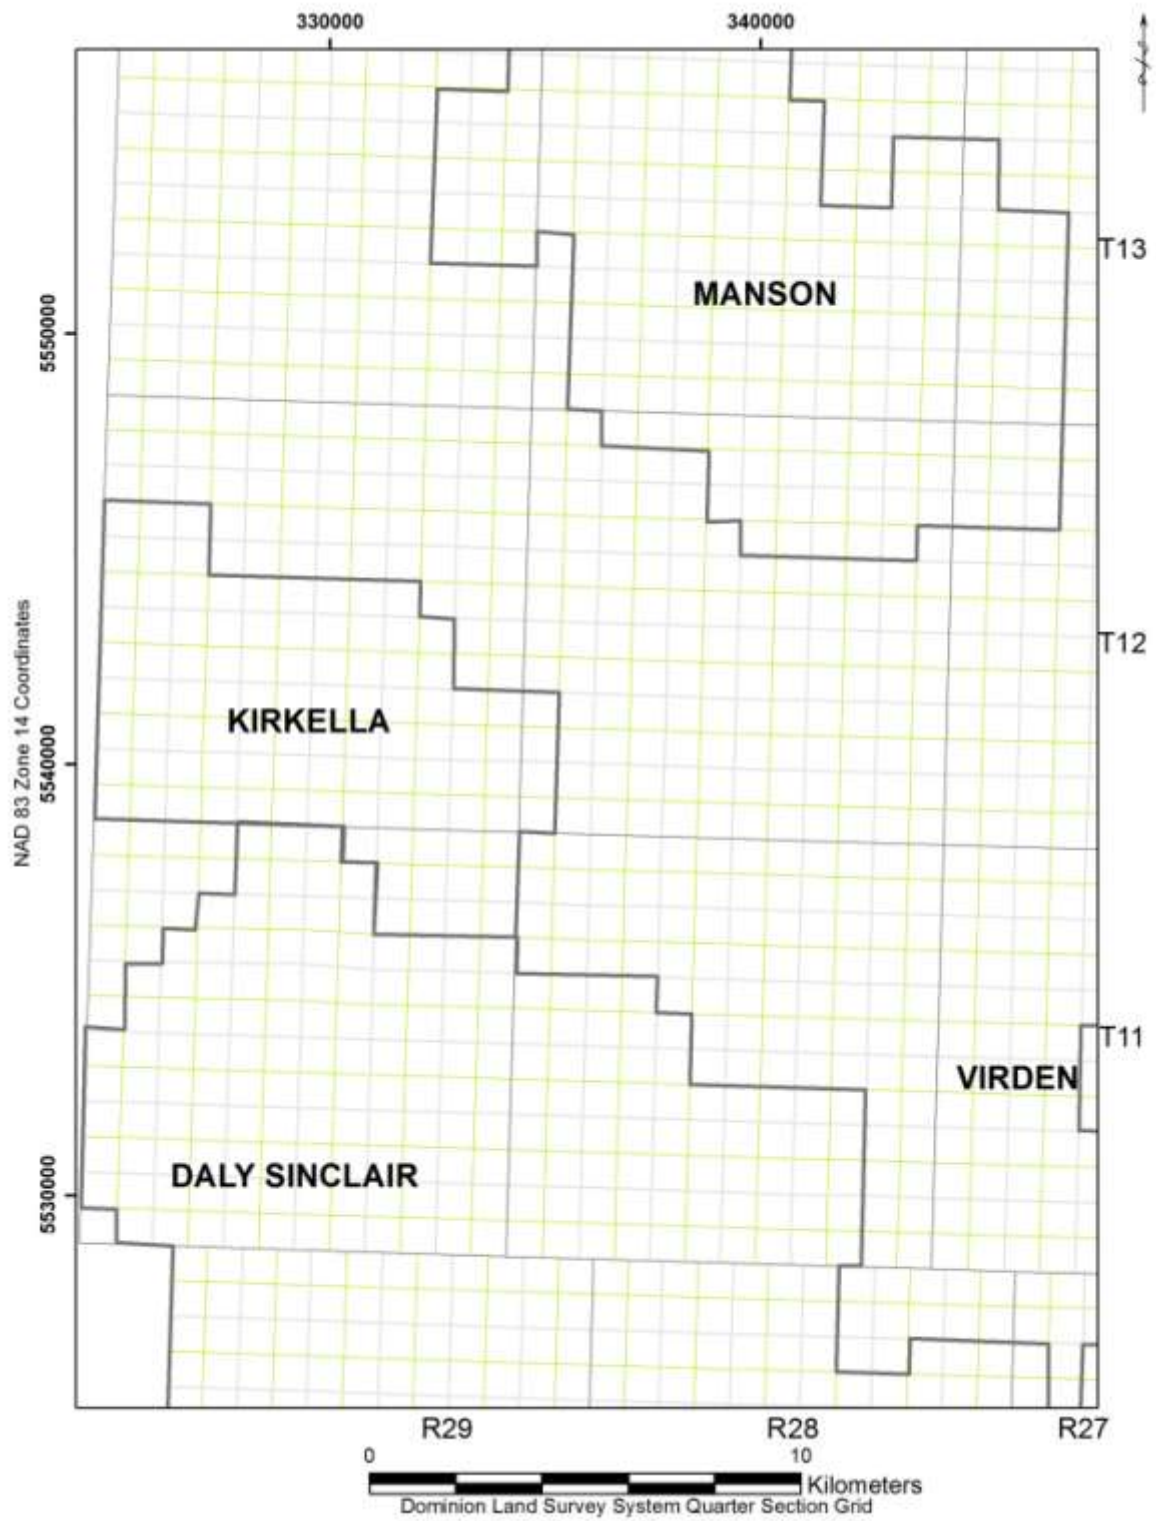 330000 340000
T13
MANSON
5550000
T12
NAD 83 Zone 14 Coordinates
KIRKELLA
5540000
T11
VIRDEN
DALY SINCLAIR
5530000
R29 R28 R27
0 10
Kilometers
Dominion Land Survey System Quarter Section Grid